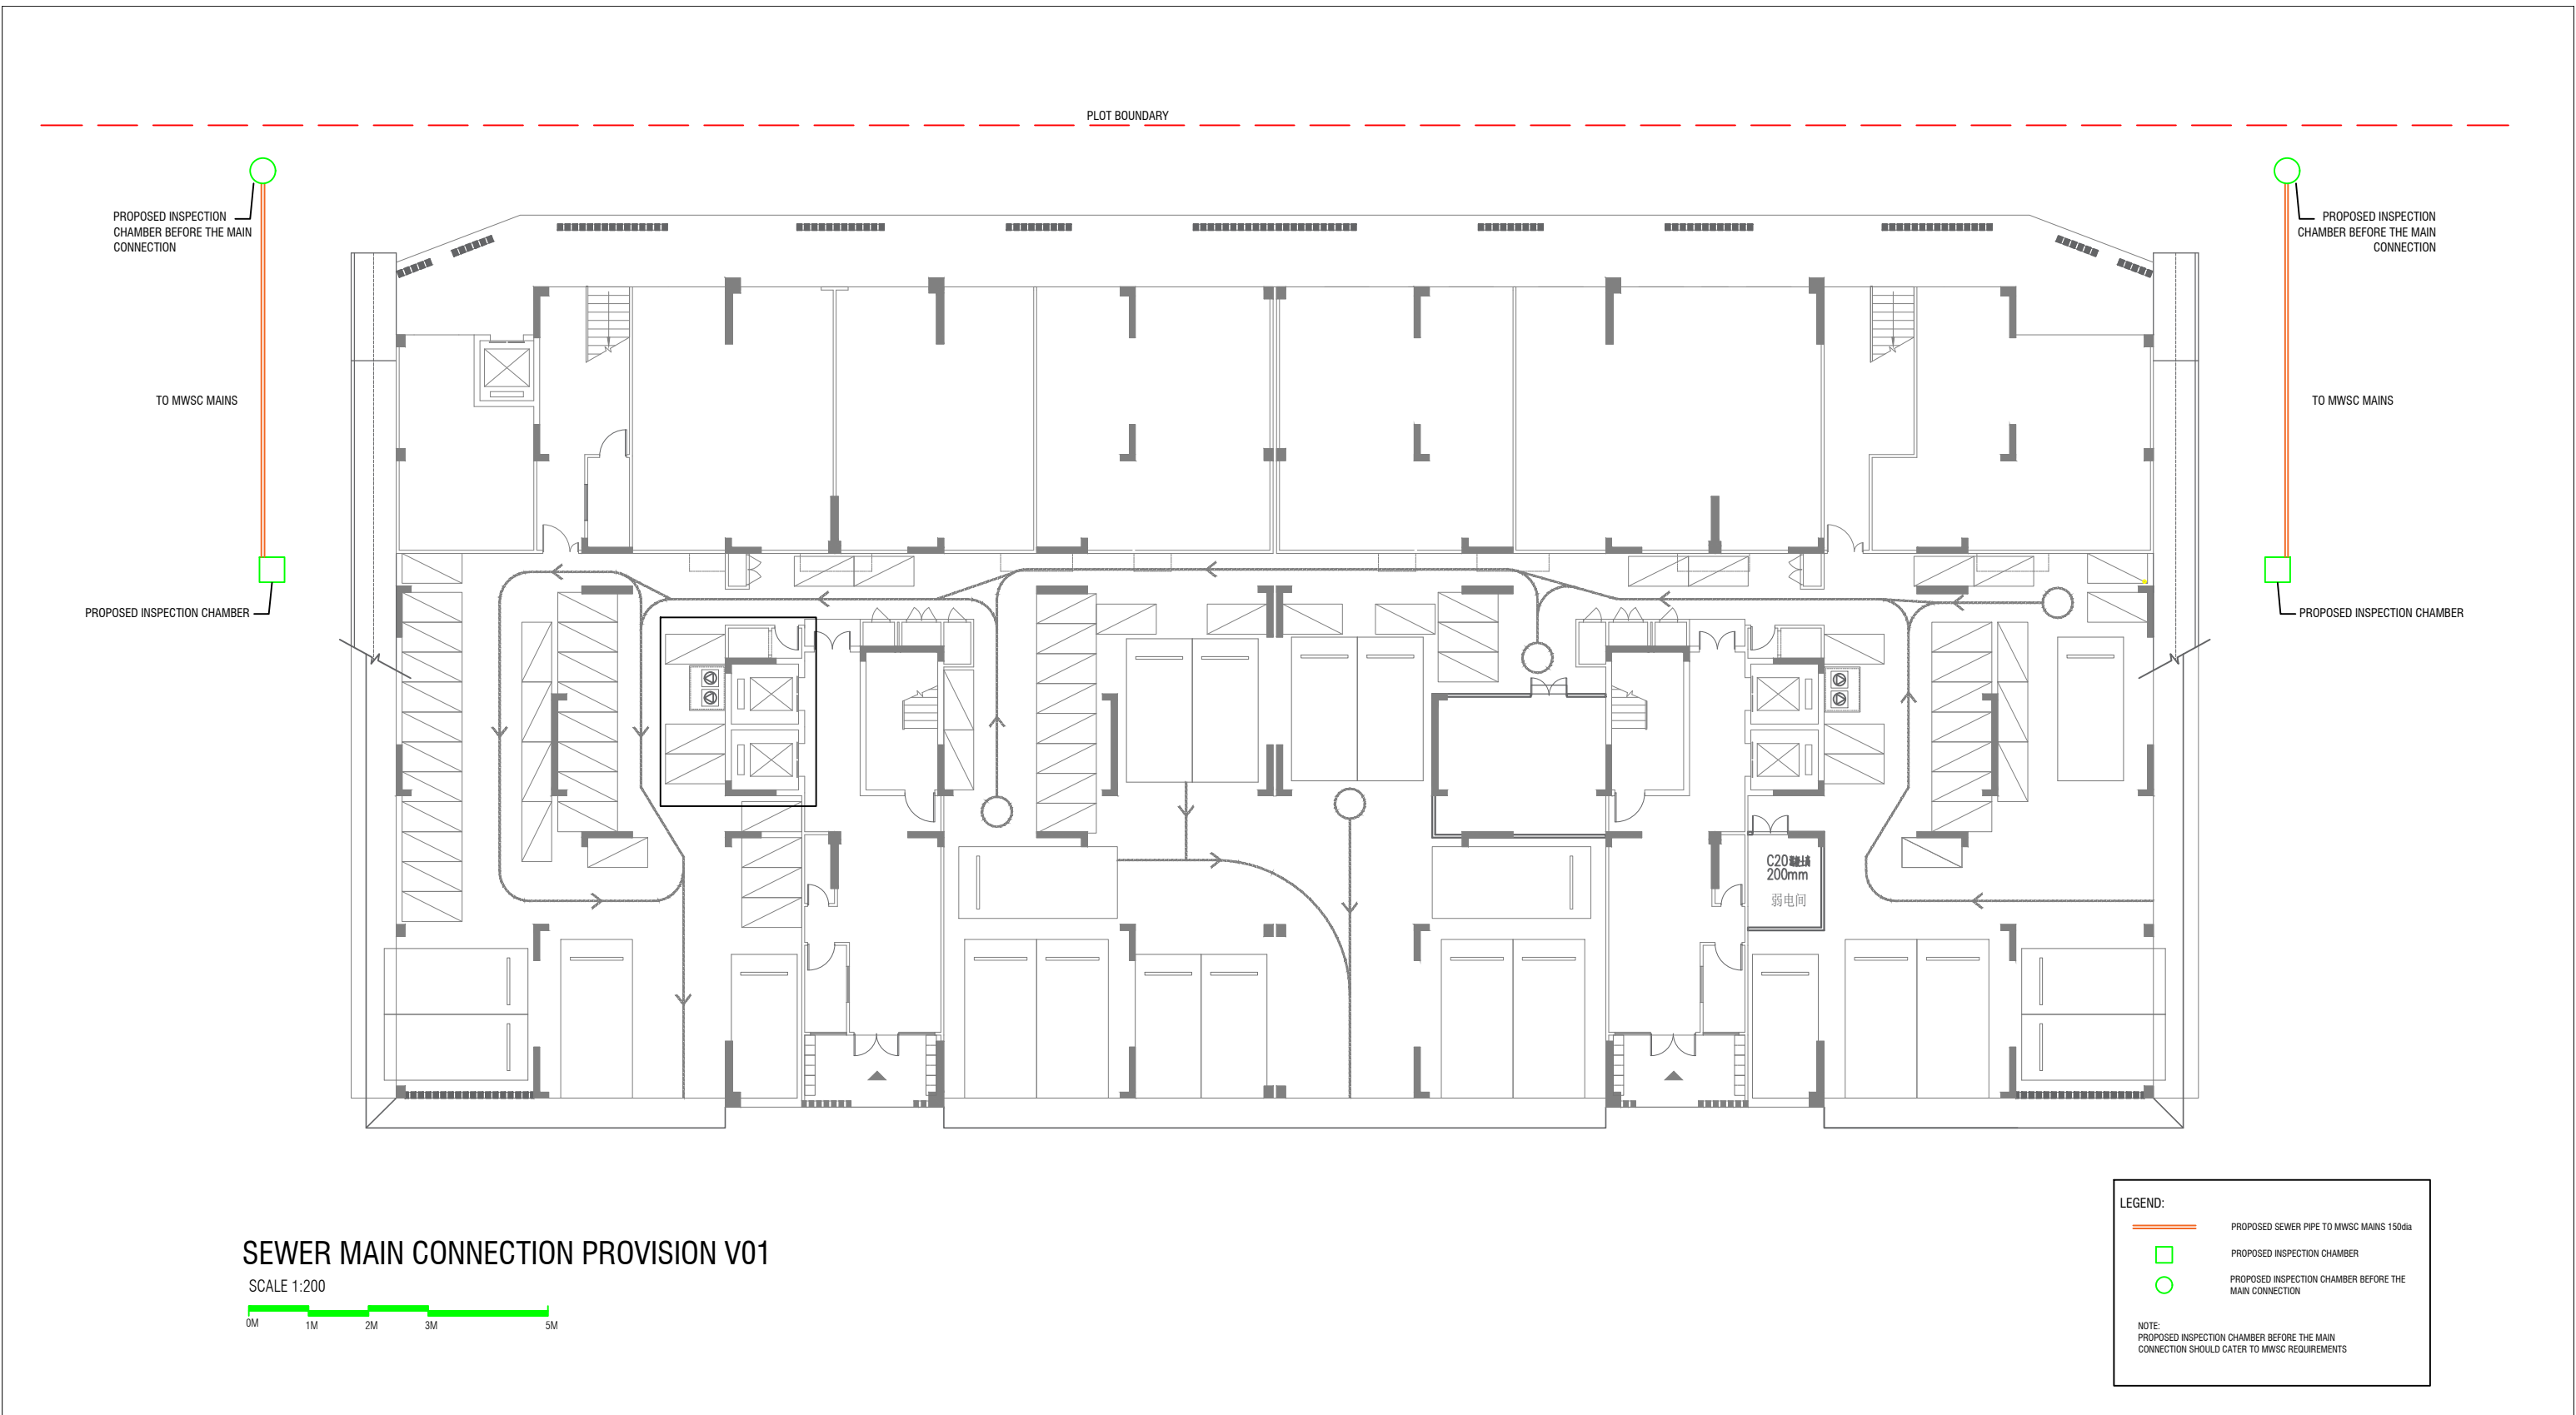 PLOT BOUNDARY
PROPOSED INSPECTION
CHAMBER BEFORE THE MAIN
CONNECTION
PROPOSED INSPECTION
CHAMBER BEFORE THE MAIN
CONNECTION
TO MWSC MAINS
TO MWSC MAINS
PROPOSED INSPECTION CHAMBER
PROPOSED INSPECTION CHAMBER
C20
200mm
弱电间
SEWER MAIN CONNECTION PROVISION V01
SCALE 1:200
0M 1M 2M 3M 5M
LEGEND:
PROPOSED SEWER PIPE TO MWSC MAINS 150dia
PROPOSED INSPECTION CHAMBER
PROPOSED INSPECTION CHAMBER BEFORE THE
MAIN CONNECTION
NOTE:
PROPOSED INSPECTION CHAMBER BEFORE THE MAIN
CONNECTION SHOULD CATER TO MWSC REQUIREMENTS